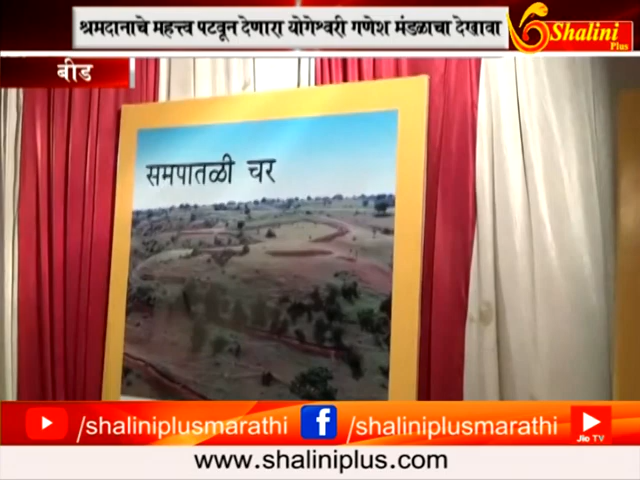 श्रमदानाचे महत्त्व पटवून देणारा योगेश्वरी गणेश मंडळाचा देखावा
Shalini
Plus
बीड
समपातळी चर
/shaliniplusmarathi
/shaliniplusmarathi
Jio TV
www.shaliniplus.com